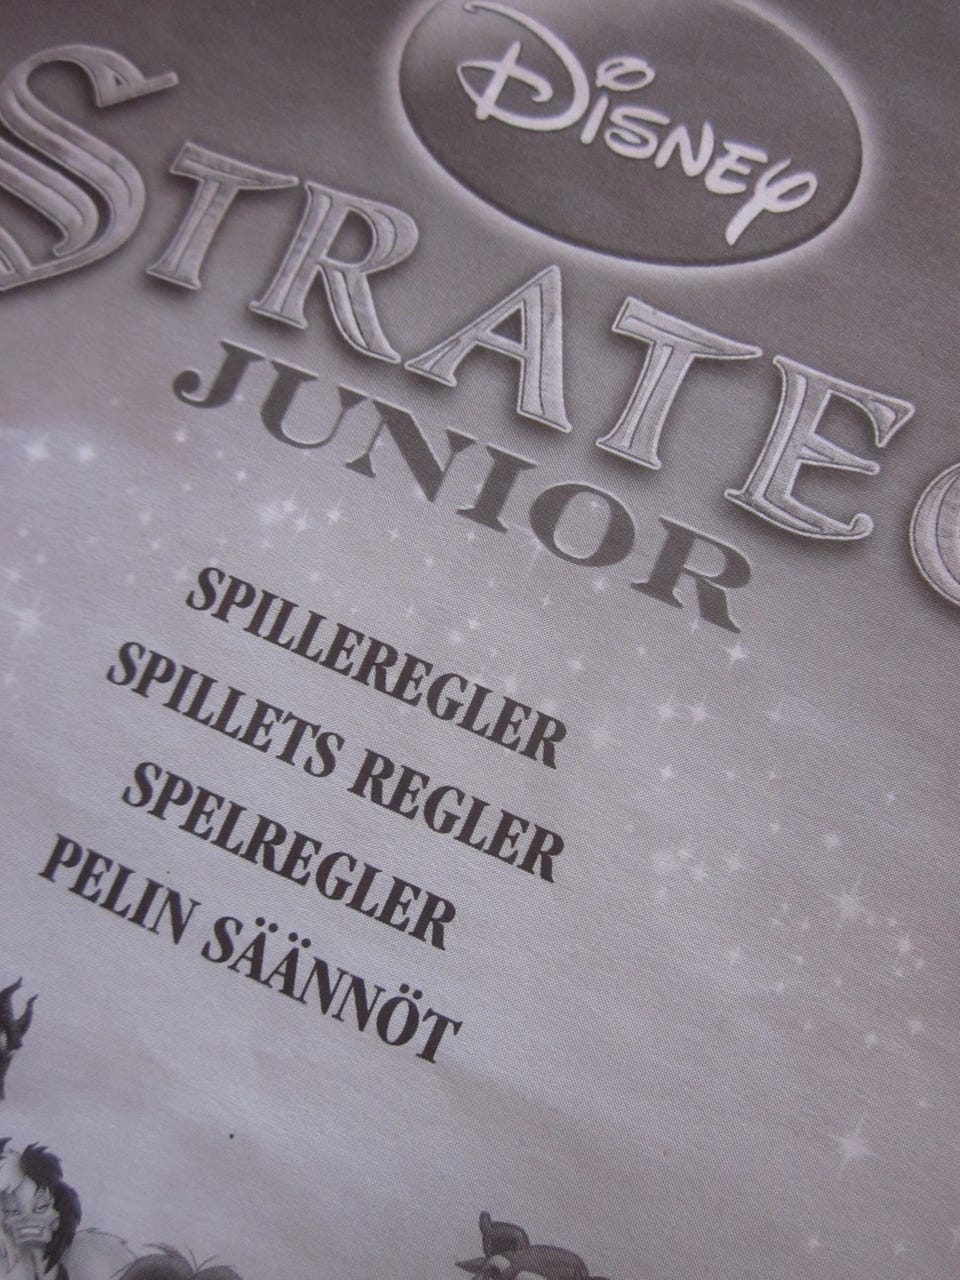 DISNEY
STRATEG
JUNIOR
SPILLEREGLER
SPILLETS REGLER
SPELREGLER
PELIN SÄÄNNÖT